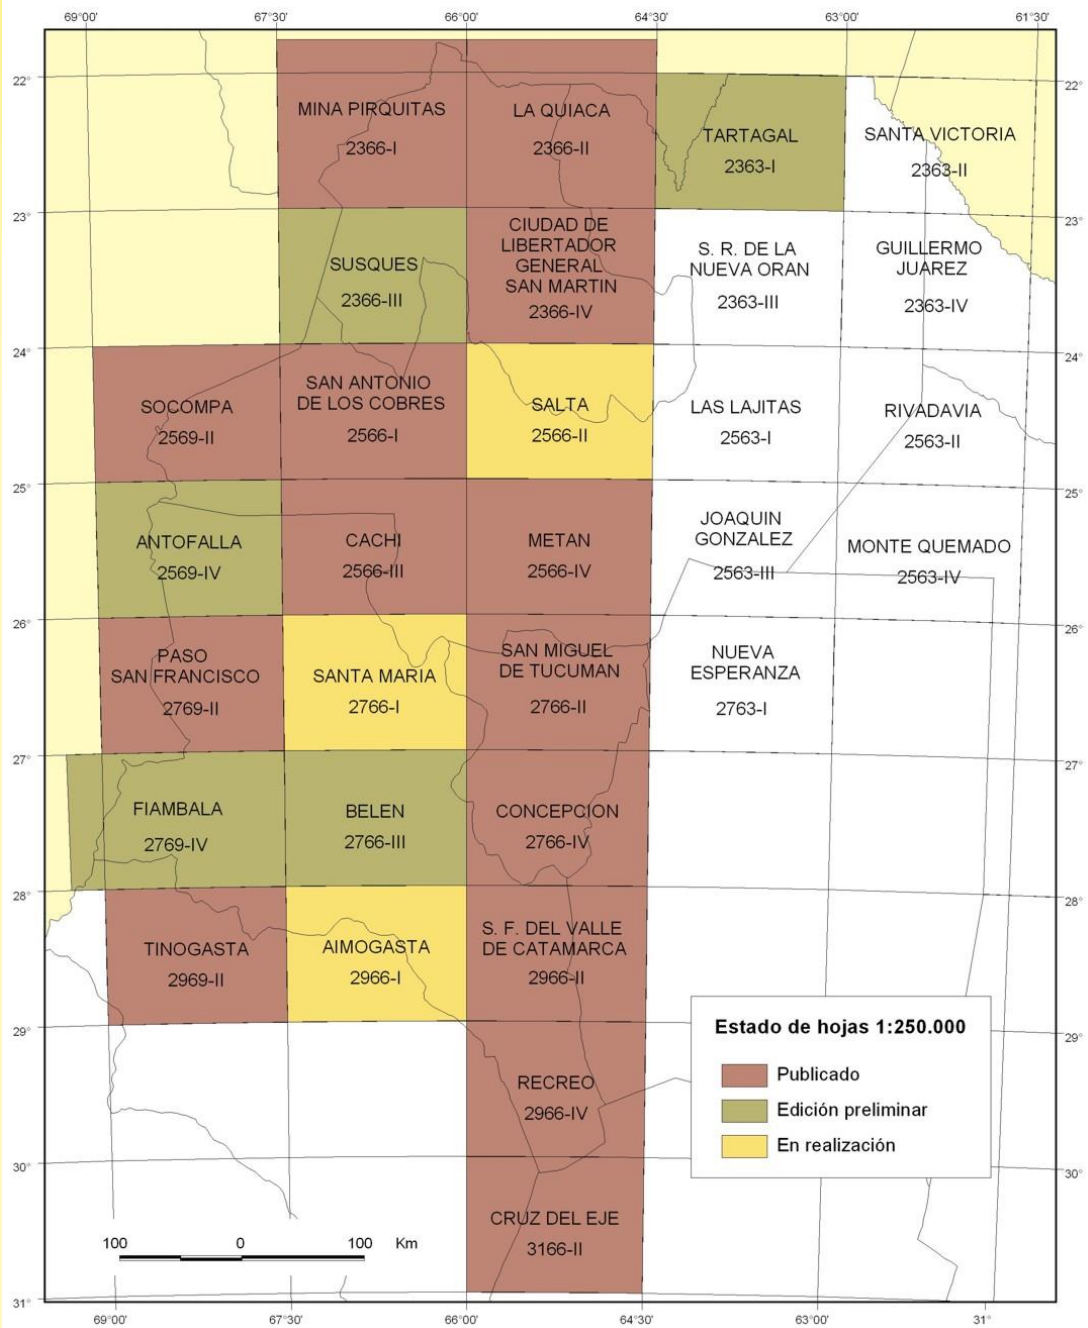 69°00' 67°30' 66°00' 64°30' 63°00' 61°30'
22° 22°
MINA PIRQUITAS
2366-I
LA QUIACA
2366-II
TARTAGAL
2363-I
SANTA VICTORIA
2363-II
23° 23°
SUSQUES
2366-III
CIUDAD DE
LIBERTADOR
GENERAL
SAN MARTIN
2366-IV
S. R. DE LA
NUEVA ORAN
2363-III
GUILLERMO
JUAREZ
2363-IV
24° 24°
SOCOMPA
2569-II
SAN ANTONIO
DE LOS COBRES
2566-I
SALTA
2566-II
LAS LAJITAS
2563-I
RIVADAVIA
2563-II
25° 25°
ANTOFALLA
2569-IV
CACHI
2566-III
METAN
2566-IV
JOAQUIN
GONZALEZ
2563-III
MONTE QUEMADO
2563-IV
26° 26°
PASO
SAN FRANCISCO
2769-II
SANTA MARIA
2766-I
SAN MIGUEL
DE TUCUMAN
2766-II
NUEVA
ESPERANZA
2763-I
27° 27°
FIAMBALA
2769-IV
BELEN
2766-III
CONCEPCION
2766-IV
28° 28°
TINOGASTA
2969-II
AIMOGASTA
2966-I
S. F. DEL VALLE
DE CATAMARCA
2966-II
29° 29°
RECREO
2966-IV
Estado de hojas 1:250.000
Publicado
Edición preliminar
En realización
30° 30°
CRUZ DEL EJE
3166-II
100 0 100 Km
31°
69°00' 67°30' 66°00' 64°30' 63°00' 31°